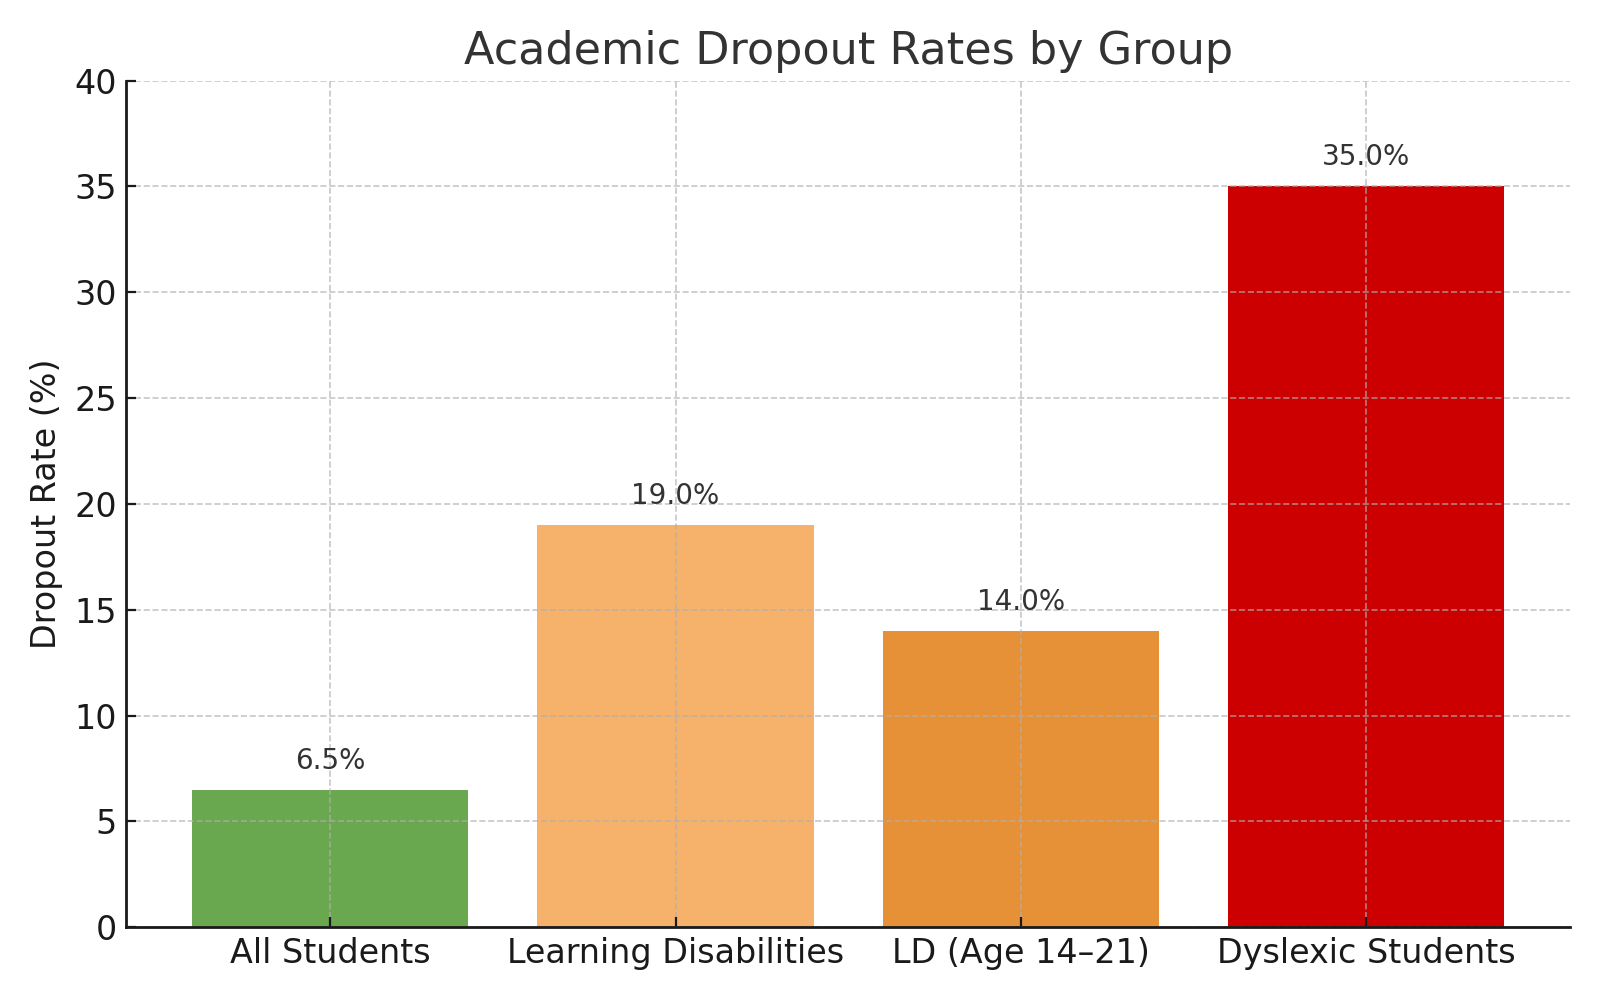 Academic Dropout Rates by Group
Dropout Rate (%)
40
35
30
25
20
15
10
5
0
6.5%
19.0%
14.0%
35.0%
All Students
Learning Disabilities
LD (Age 14–21)
Dyslexic Students